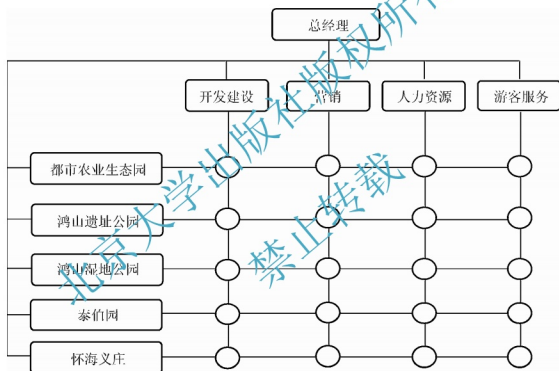 总经理
开发建设
营销
人力资源
游客服务
都市农业生态园
鸿山遗址公园
鸿山湿地公园
泰伯园
怀海义庄
北京大学出版社版权所有
禁止转载